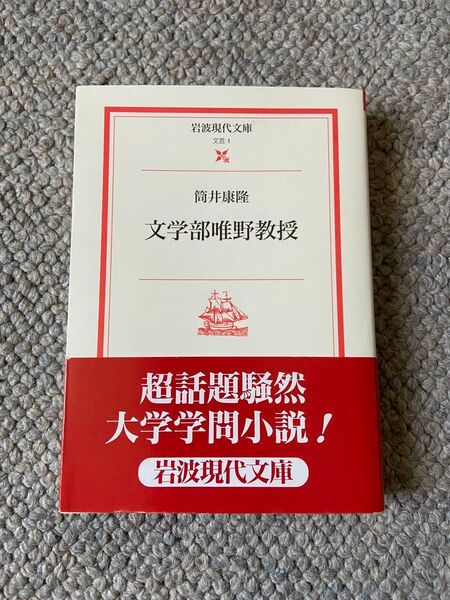 岩波現代文庫
文芸 1
筒井康隆
文学部唯野教授
超話題騒然
大学学問小説！
岩波現代文庫